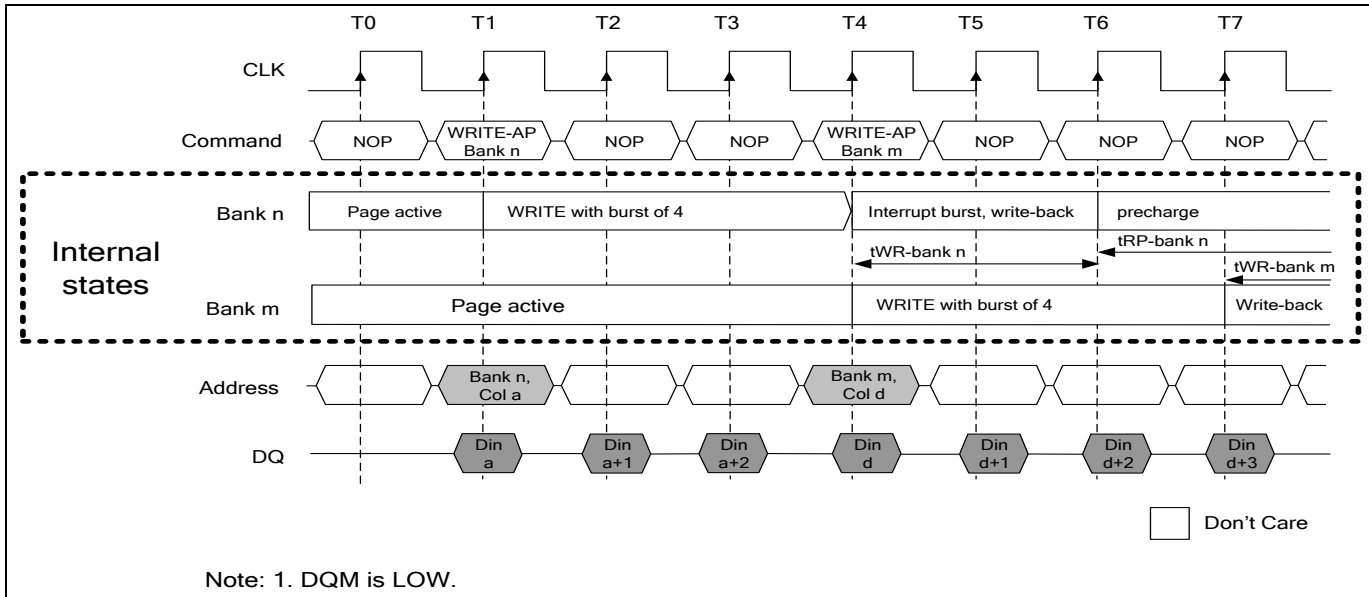 T0 T1 T2 T3 T4 T5 T6 T7
CLK
Command NOP WRITE-AP Bank n NOP NOP WRITE-AP Bank m NOP NOP NOP
Internal states
Bank n Page active WRITE with burst of 4 Interrupt burst, write-back precharge
tWR-bank n tRP-bank n
tWR-bank m
Bank m Page active WRITE with burst of 4 Write-back
Address Bank n, Col a Bank m, Col d
DQ Din a Din a+1 Din a+2 Din d Din d+1 Din d+2 Din d+3
Don't Care
Note: 1. DQM is LOW.